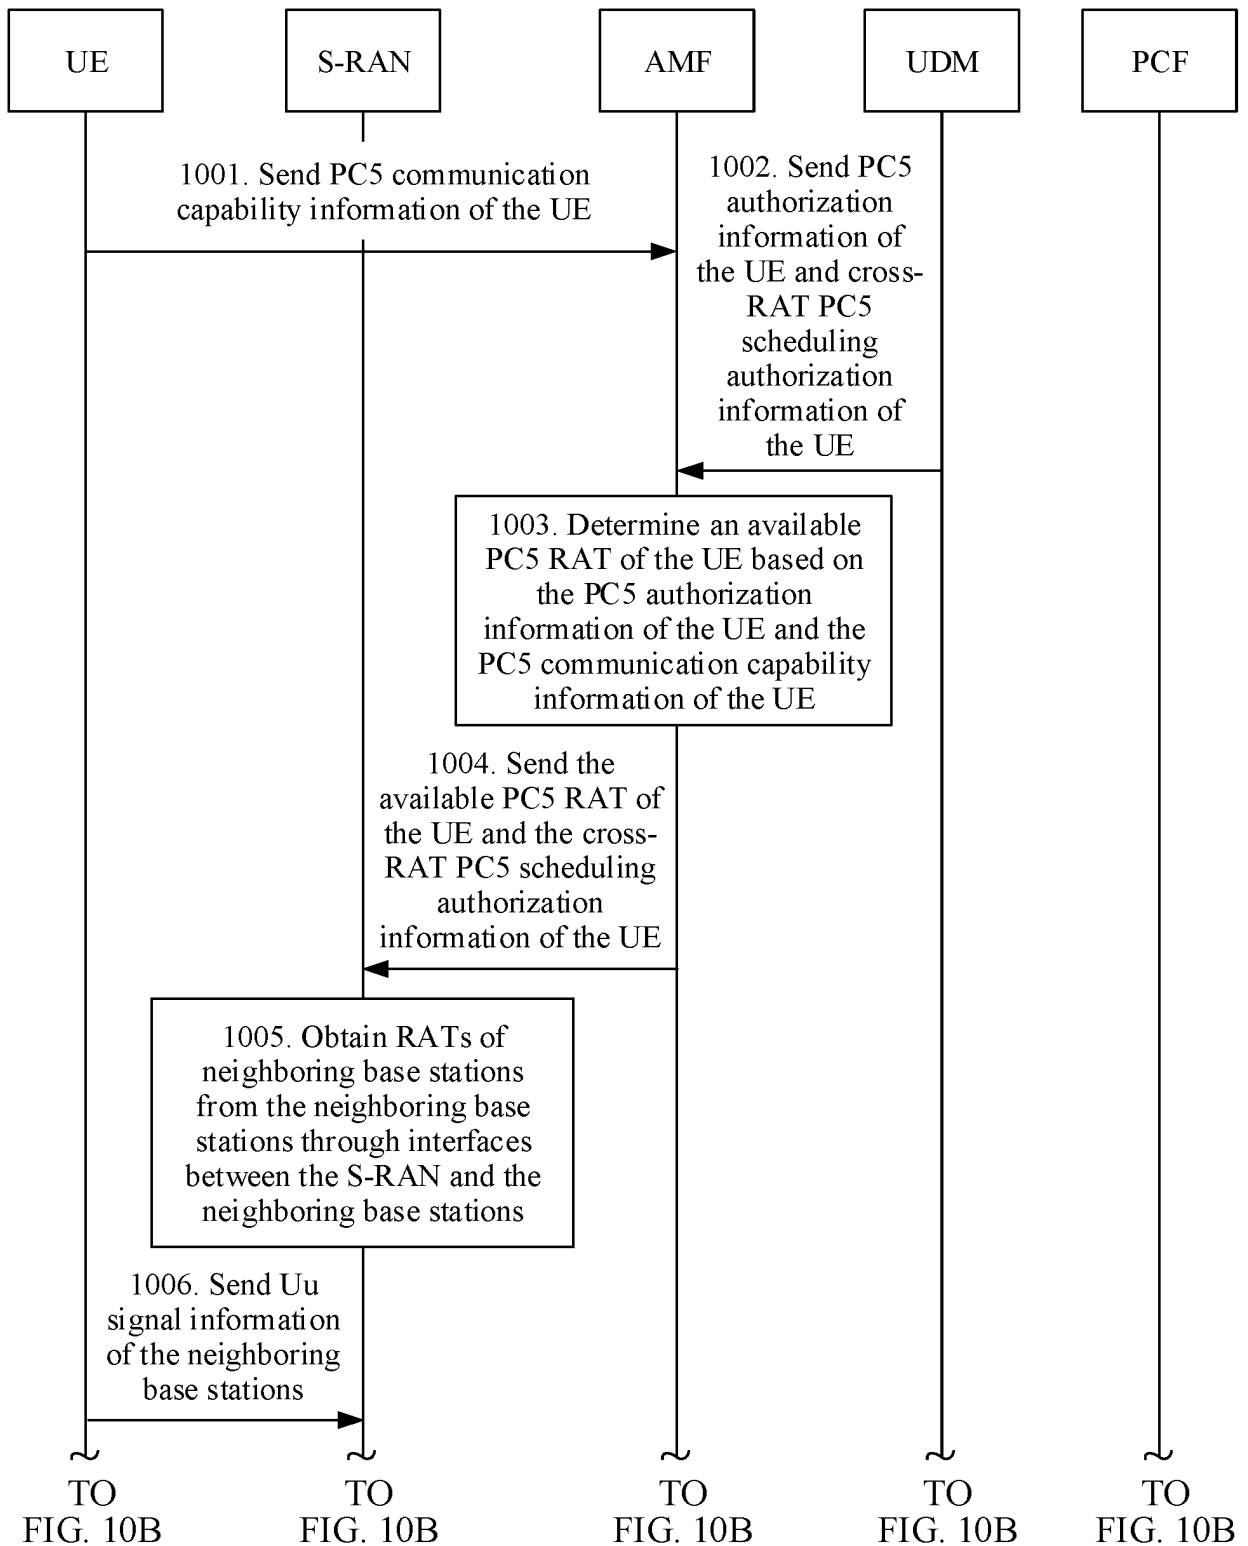 UE
S-RAN
AMF
UDM
PCF
1001. Send PC5 communication
capability information of the UE
1002. Send PC5
authorization
information of
the UE and cross-
RAT PC5
scheduling
authorization
information of
the UE
1003. Determine an available
PC5 RAT of the UE based on
the PC5 authorization
information of the UE and the
PC5 communication capability
information of the UE
1004. Send the
available PC5 RAT of
the UE and the cross-
RAT PC5 scheduling
authorization
information of the UE
1005. Obtain RATs of
neighboring base stations
from the neighboring base
stations through interfaces
between the S-RAN and the
neighboring base stations
1006. Send Uu
signal information
of the neighboring
base stations
TO
FIG. 10B
TO
FIG. 10B
TO
FIG. 10B
TO
FIG. 10B
TO
FIG. 10B